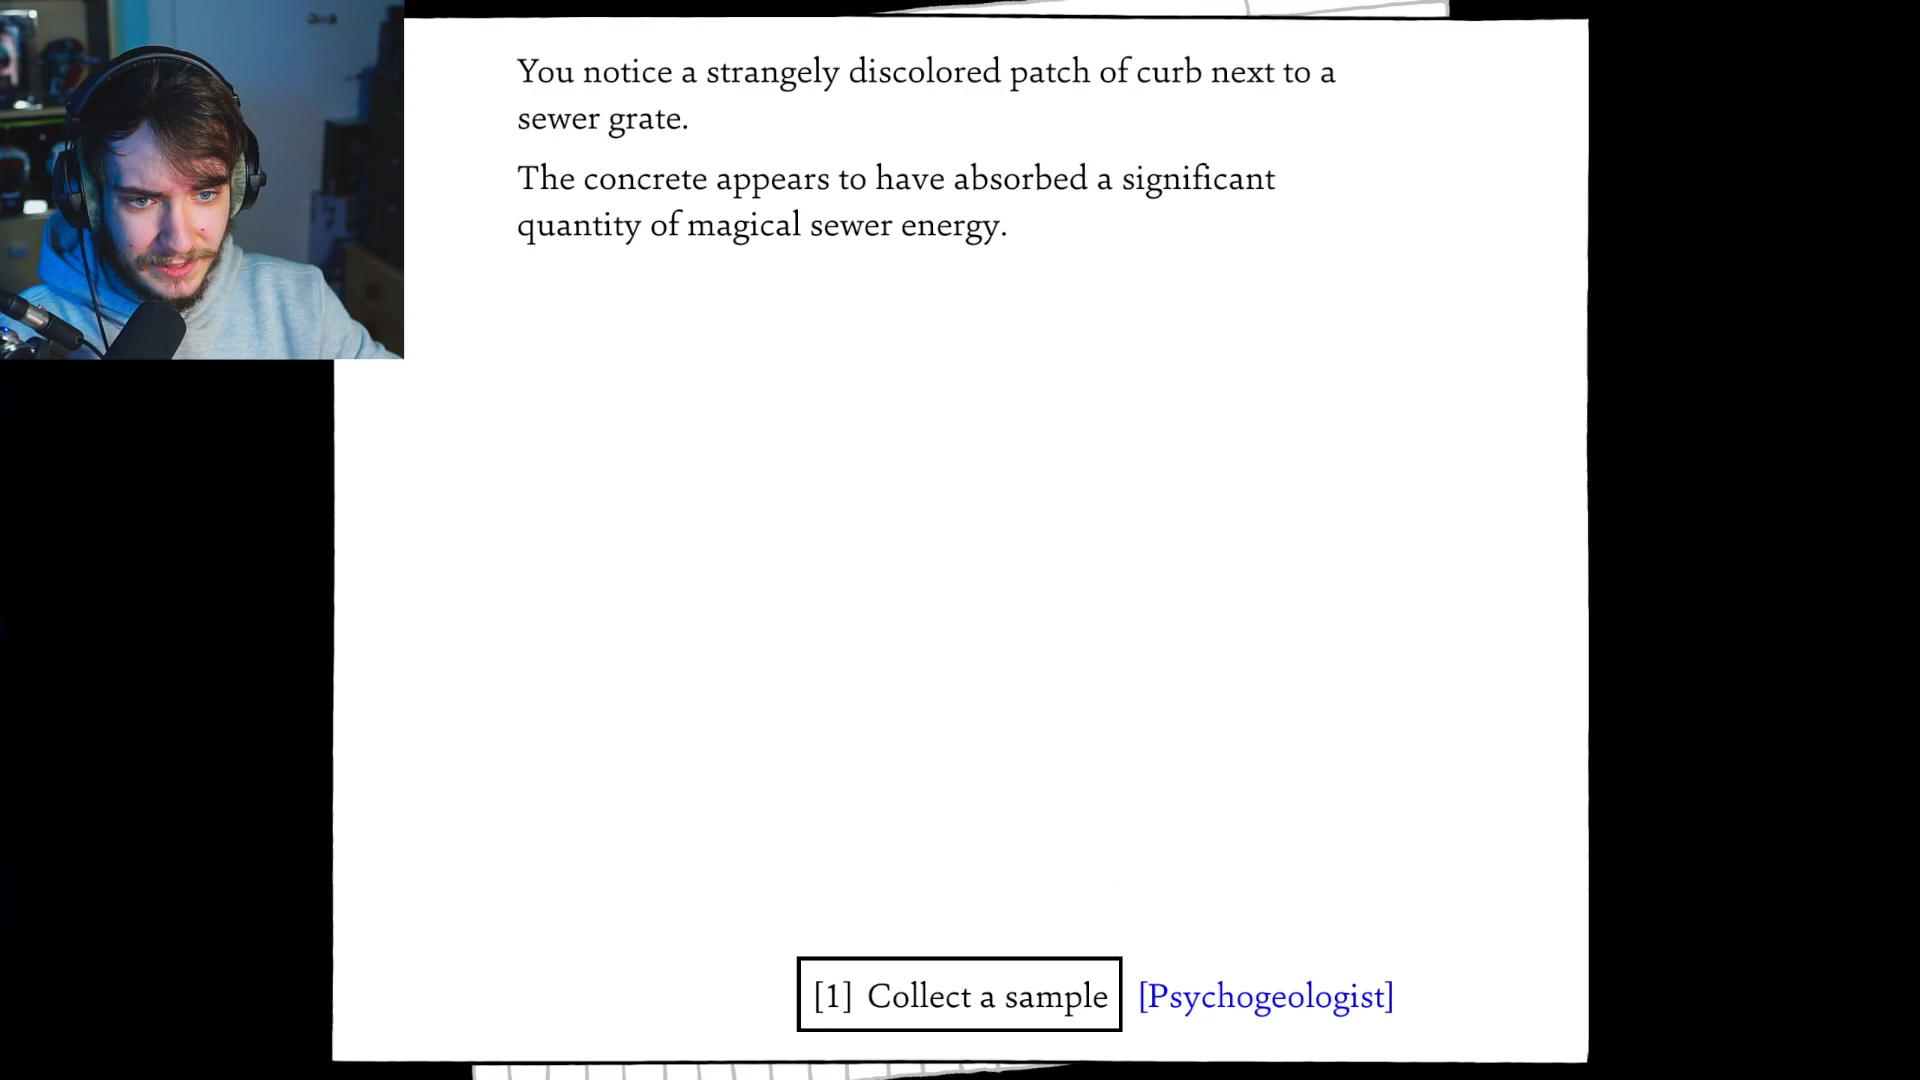 You notice a strangely discolored patch of curb next to a
sewer grate.
The concrete appears to have absorbed a significant
quantity of magical sewer energy.
[1] Collect a sample [Psychogeologist]